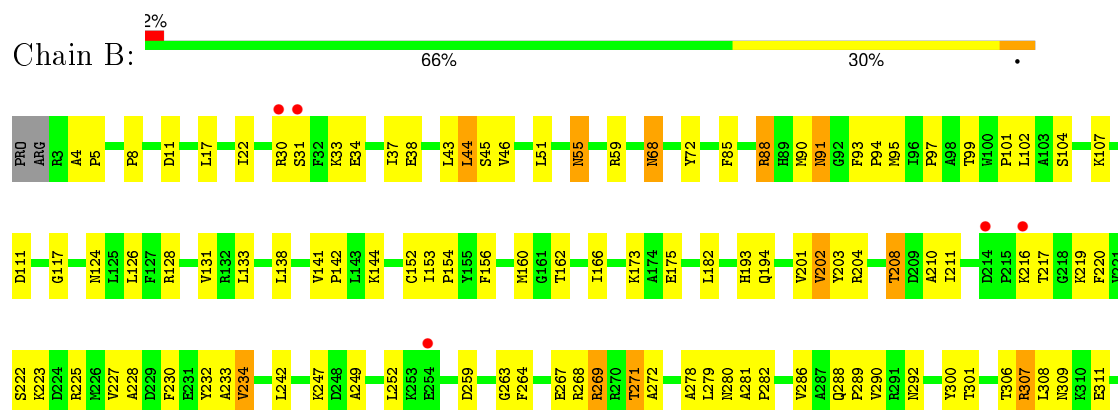 2%
Chain B:
66% 30%
PRO ARG R3 A4 P5 P8 D11 L17 I22 R30 S31 F32 K33 E34 I37 E38 L43 L44 S45 V46 L51 N55 R59 N68 Y72 F85 R88 H89 M90 N91 G92 F93 P94 M95 I96 P97 A98 T99 W100 P101 L102 A103 S104 K107
D111 G117 N124 L125 L126 F127 R128 V131 R132 L133 L138 V141 P142 L143 K144 C152 I153 P154 Y155 F156 M160 G161 T162 I166 K173 A174 E175 L182 H193 Q194 V201 V202 Y203 R204 T208 D209 A210 I211 D214 P215 K216 T217 G218 K219 F220
S222 K223 D224 R225 M226 V227 A228 D229 F230 E231 Y232 A233 V234 L242 K247 D248 A249 L252 K253 E254 D259 G263 F264 E267 R268 R269 R270 T271 A272 A278 L279 N280 A281 P282 V286 A287 Q288 P289 V290 R291 N292 Y300 T301 T306 R307 L308 N309 K310 E311